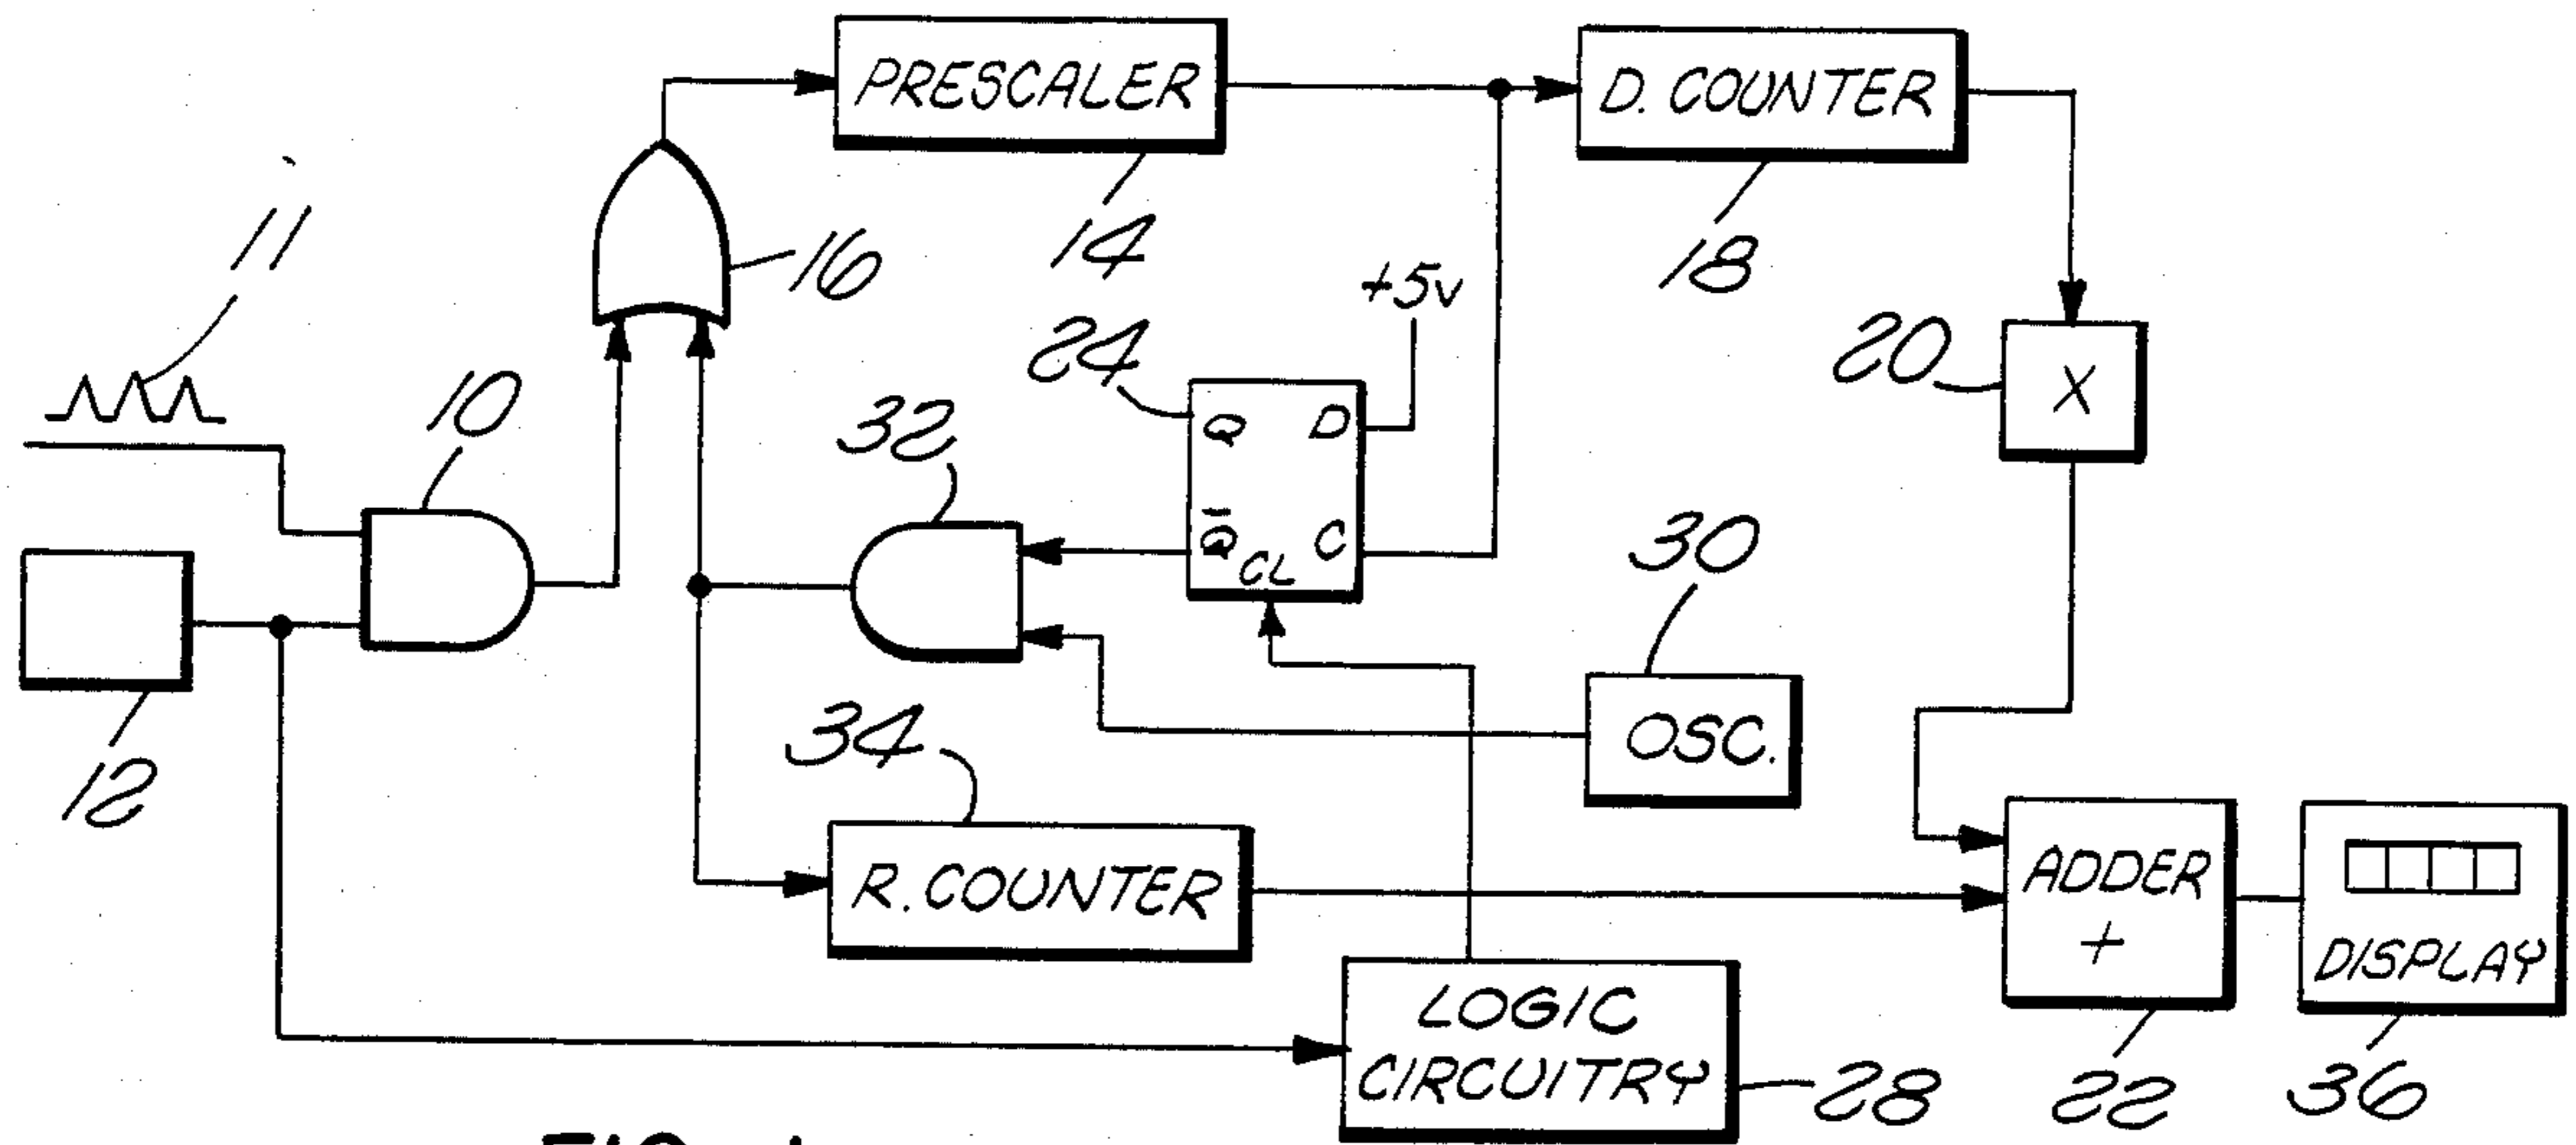 PRESCALER
D. COUNTER
11
14
16
18
+5v
24
20
X
10
32
Q D
Q̅ C
CL
30
34
OSC.
12
R. COUNTER
ADDER
+
DISPLAY
LOGIC
CIRCUITRY
28
22
36